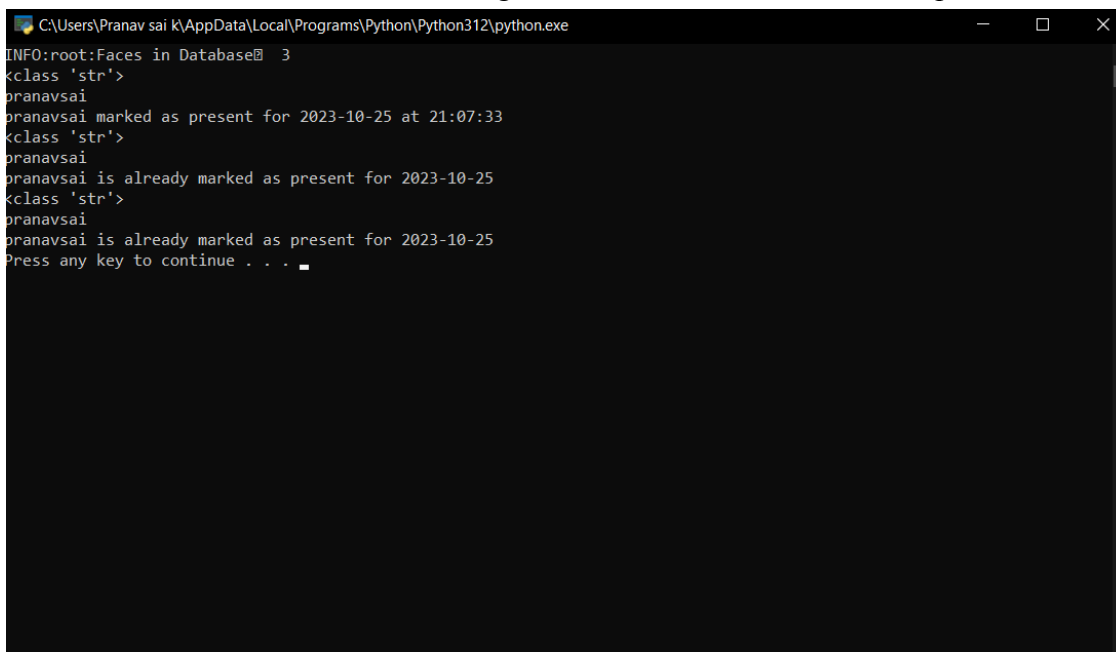 C:\Users\Pranav sai k\AppData\Local\Programs\Python\Python312\python.exe
INFO:root:Faces in Database⍰ 3
<class 'str'>
pranavsai
pranavsai marked as present for 2023-10-25 at 21:07:33
<class 'str'>
pranavsai
pranavsai is already marked as present for 2023-10-25
<class 'str'>
pranavsai
pranavsai is already marked as present for 2023-10-25
Press any key to continue . . .